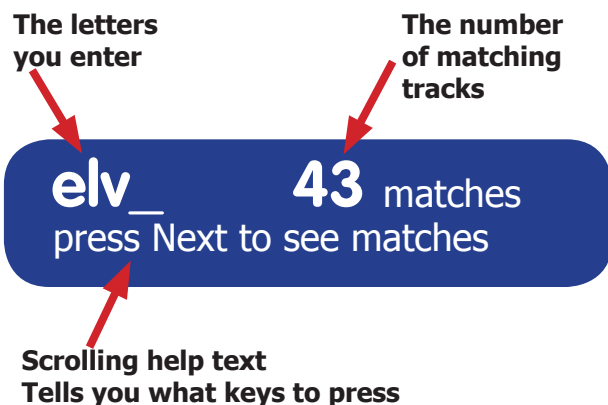 The letters
you enter
The number
of matching
tracks
elv_ 43 matches
press Next to see matches
Scrolling help text
Tells you what keys to press